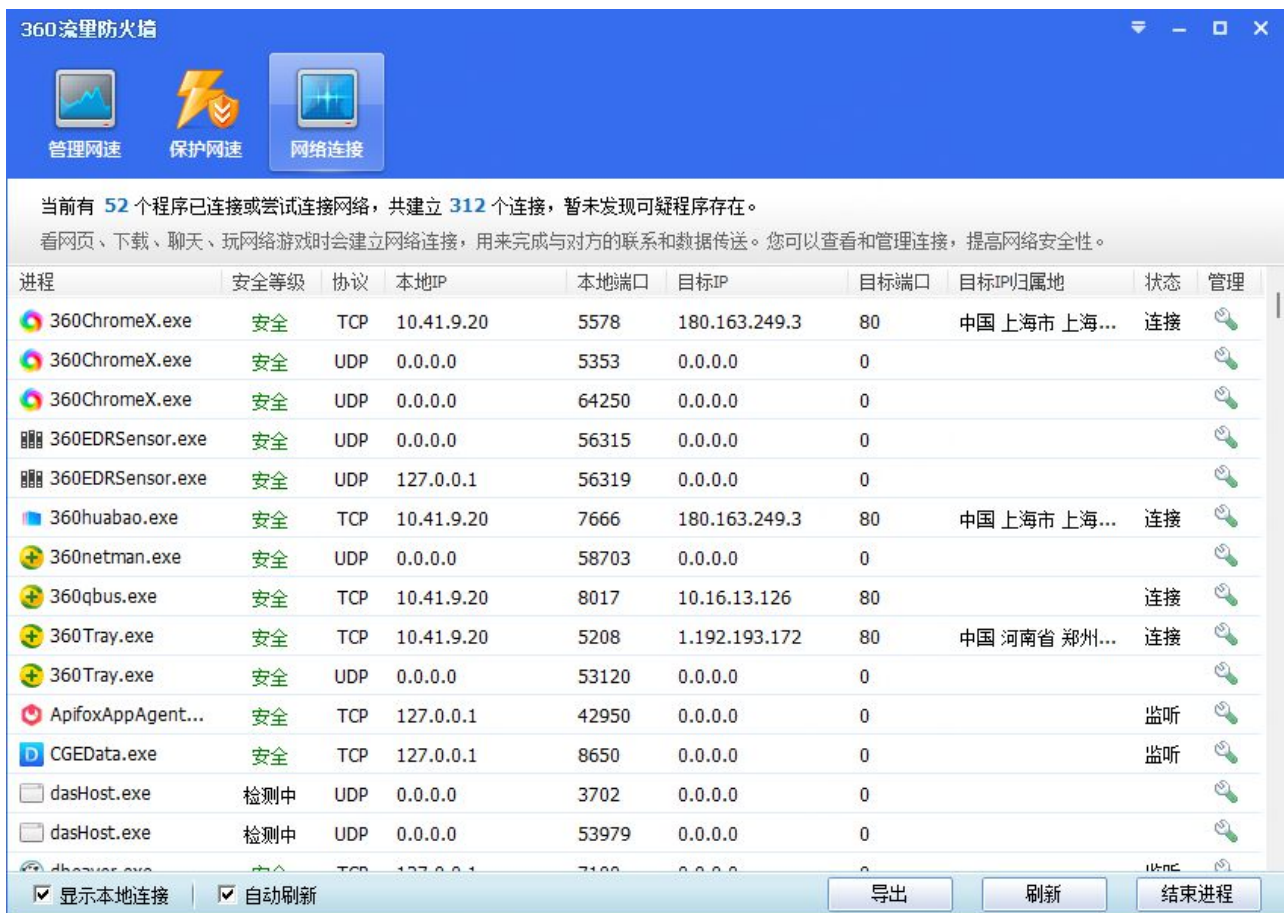 360流量防火墙
管理网速 保护网速 网络连接
当前有 52 个程序已连接或尝试连接网络，共建立 312 个连接，暂未发现可疑程序存在。
看网页、下载、聊天、玩网络游戏时会建立网络连接，用来完成与对方的联系和数据传送。您可以查看和管理连接，提高网络安全性。
进程 安全等级 协议 本地IP 本地端口 目标IP 目标端口 目标IP归属地 状态 管理
360ChromeX.exe 安全 TCP 10.41.9.20 5578 180.163.249.3 80 中国 上海市 上海... 连接
360ChromeX.exe 安全 UDP 0.0.0.0 5353 0.0.0.0 0
360ChromeX.exe 安全 UDP 0.0.0.0 64250 0.0.0.0 0
360EDRSensor.exe 安全 UDP 0.0.0.0 56315 0.0.0.0 0
360EDRSensor.exe 安全 UDP 127.0.0.1 56319 0.0.0.0 0
360huabao.exe 安全 TCP 10.41.9.20 7666 180.163.249.3 80 中国 上海市 上海... 连接
360netman.exe 安全 UDP 0.0.0.0 58703 0.0.0.0 0
360qbus.exe 安全 TCP 10.41.9.20 8017 10.16.13.126 80 连接
360Tray.exe 安全 TCP 10.41.9.20 5208 1.192.193.172 80 中国 河南省 郑州... 连接
360Tray.exe 安全 UDP 0.0.0.0 53120 0.0.0.0 0
ApifoxAppAgent... 安全 TCP 127.0.0.1 42950 0.0.0.0 0 监听
CGEData.exe 安全 TCP 127.0.0.1 8650 0.0.0.0 0 监听
dasHost.exe 检测中 UDP 0.0.0.0 3702 0.0.0.0 0
dasHost.exe 检测中 UDP 0.0.0.0 53979 0.0.0.0 0
显示本地连接 自动刷新 导出 刷新 结束进程